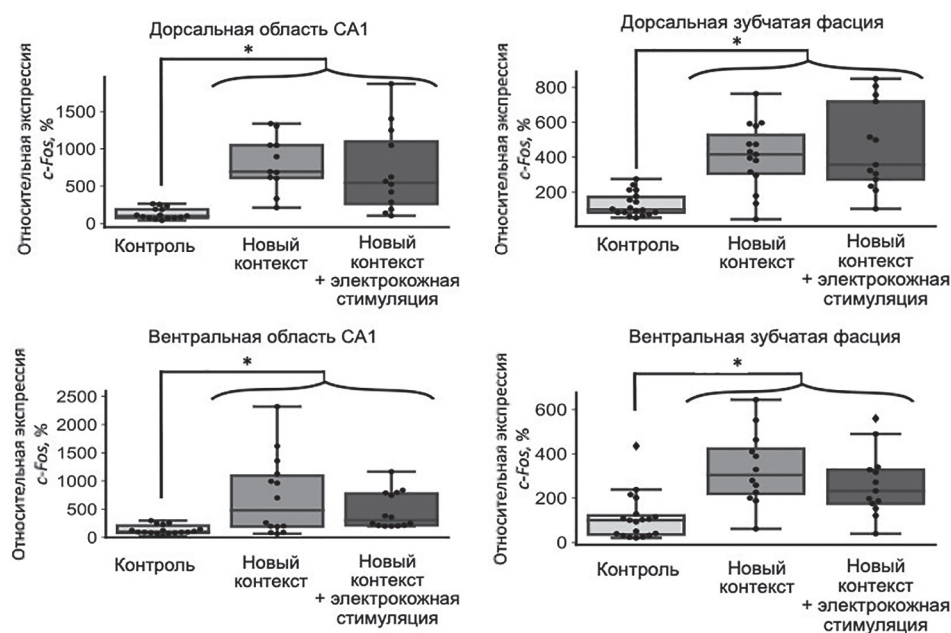 Дорсальная область CA1
*
Относительная экспрессия
c-Fos, %
1500
1000
500
0
Контроль
Новый
контекст
Новый
контекст
+ электрокожная
стимуляция
Дорсальная зубчатая фасция
*
Относительная экспрессия
c-Fos, %
800
600
400
200
Контроль
Новый
контекст
Новый
контекст
+ электрокожная
стимуляция
Вентральная область CA1
*
Относительная экспрессия
c-Fos, %
2500
2000
1500
1000
500
0
Контроль
Новый
контекст
Новый
контекст
+ электрокожная
стимуляция
Вентральная зубчатая фасция
*
Относительная экспрессия
c-Fos, %
600
400
200
0
Контроль
Новый
контекст
Новый
контекст
+ электрокожная
стимуляция